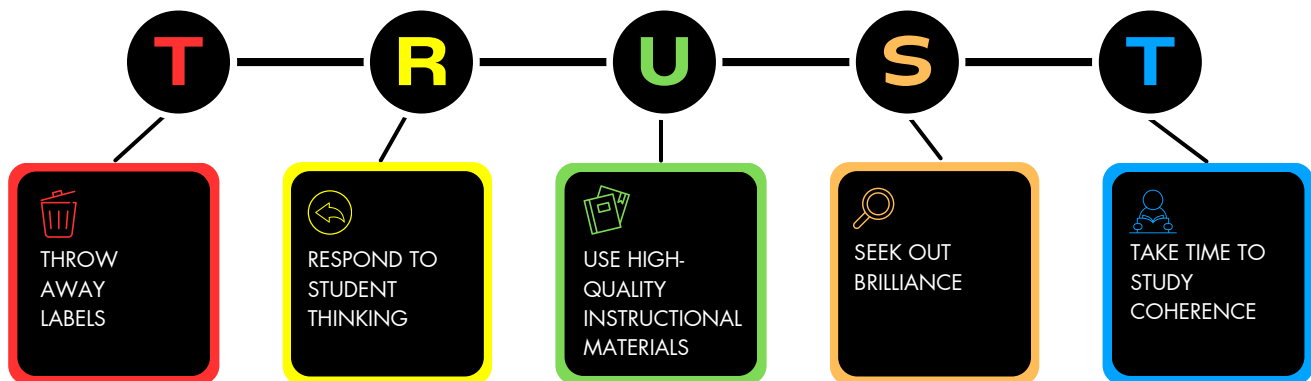 T R U S T
THROW
AWAY
LABELS
RESPOND TO
STUDENT
THINKING
USE HIGH-
QUALITY
INSTRUCTIONAL
MATERIALS
SEEK OUT
BRILLIANCE
TAKE TIME TO
STUDY
COHERENCE